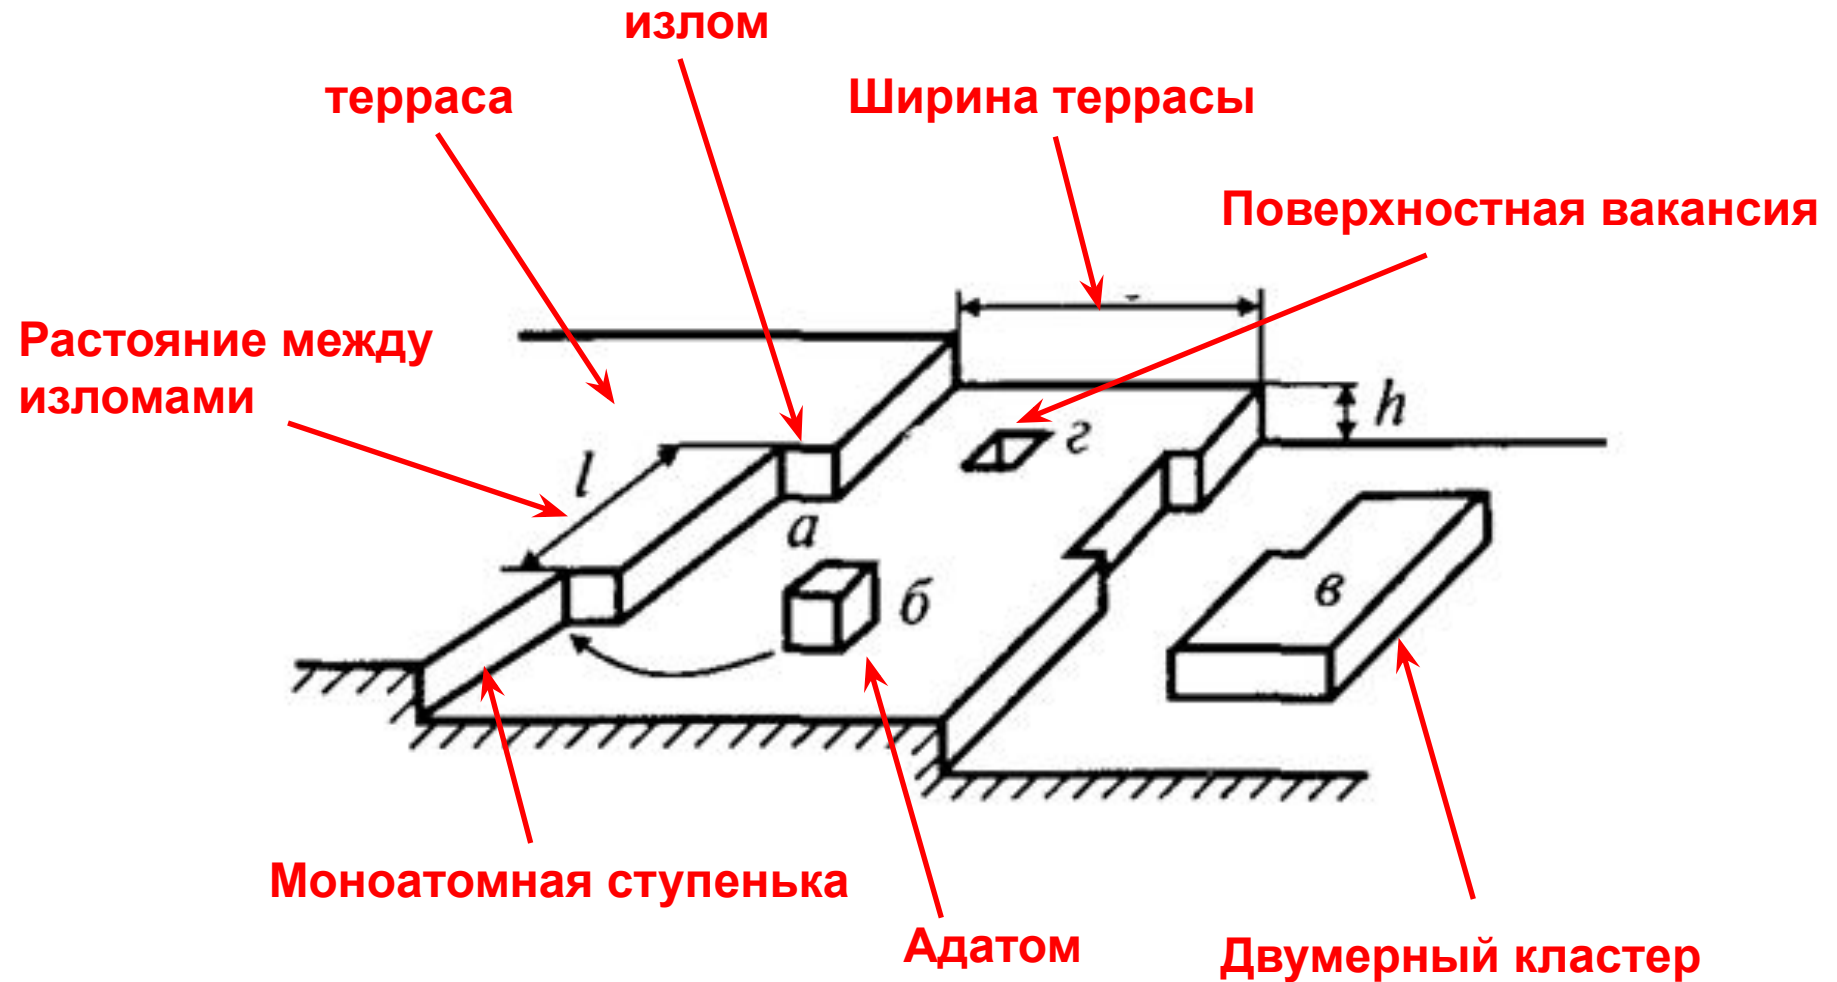 излом
терраса
Ширина террасы
Поверхностная вакансия
Растояние между
изломами
h
г
l
а
б
в
Моноатомная ступенька
Адатом
Двумерный кластер